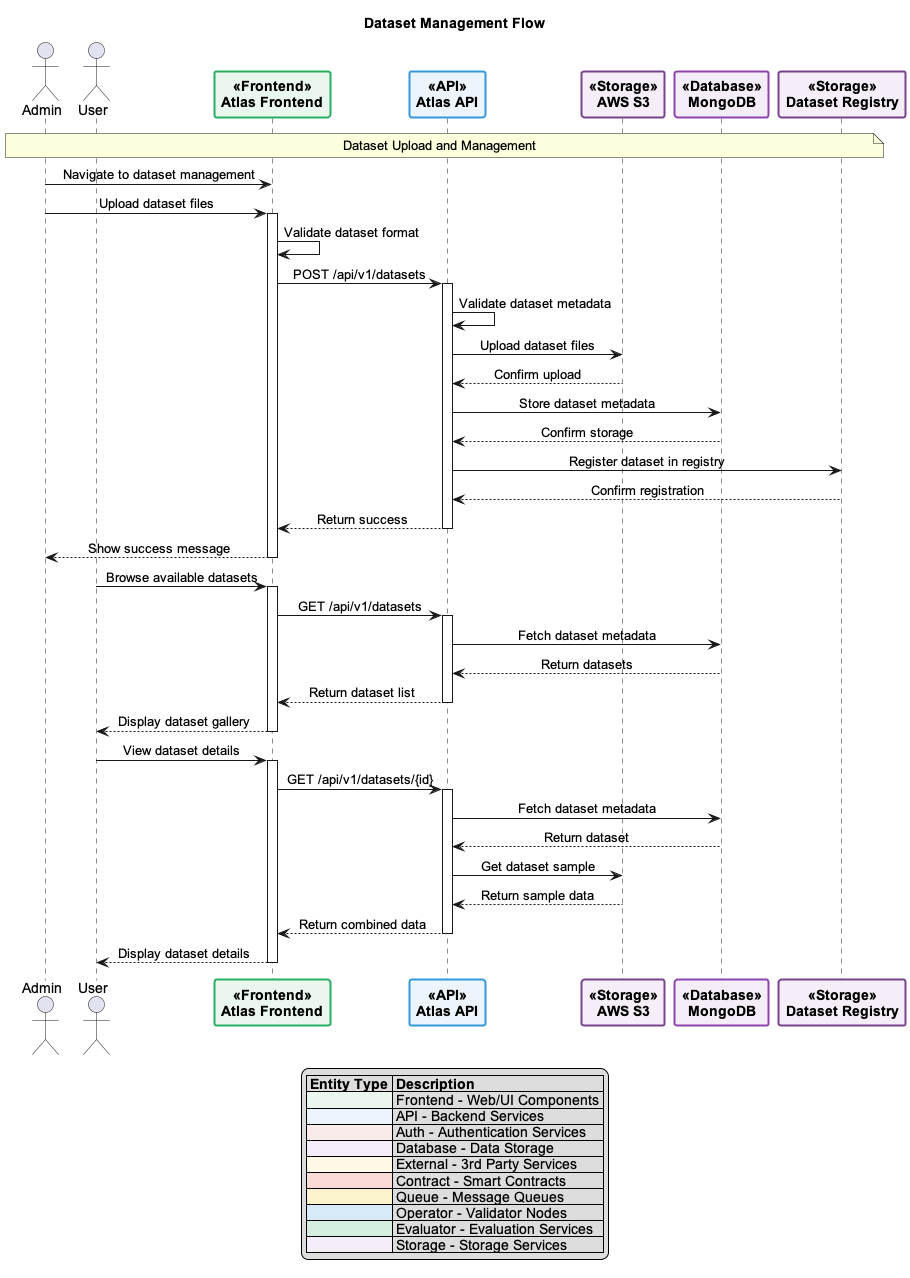 Dataset Management Flow
Admin
User
«Frontend»
Atlas Frontend
«API»
Atlas API
«Storage»
AWS S3
«Database»
MongoDB
«Storage»
Dataset Registry
Dataset Upload and Management
Navigate to dataset management
Upload dataset files
Validate dataset format
POST /api/v1/datasets
Validate dataset metadata
Upload dataset files
Confirm upload
Store dataset metadata
Confirm storage
Register dataset in registry
Confirm registration
Return success
Show success message
Browse available datasets
GET /api/v1/datasets
Fetch dataset metadata
Return datasets
Return dataset list
Display dataset gallery
View dataset details
GET /api/v1/datasets/{id}
Fetch dataset metadata
Return dataset
Get dataset sample
Return sample data
Return combined data
Display dataset details
Admin
User
«Frontend»
Atlas Frontend
«API»
Atlas API
«Storage»
AWS S3
«Database»
MongoDB
«Storage»
Dataset Registry
Entity Type Description
Frontend - Web/UI Components
API - Backend Services
Auth - Authentication Services
Database - Data Storage
External - 3rd Party Services
Contract - Smart Contracts
Queue - Message Queues
Operator - Validator Nodes
Evaluator - Evaluation Services
Storage - Storage Services